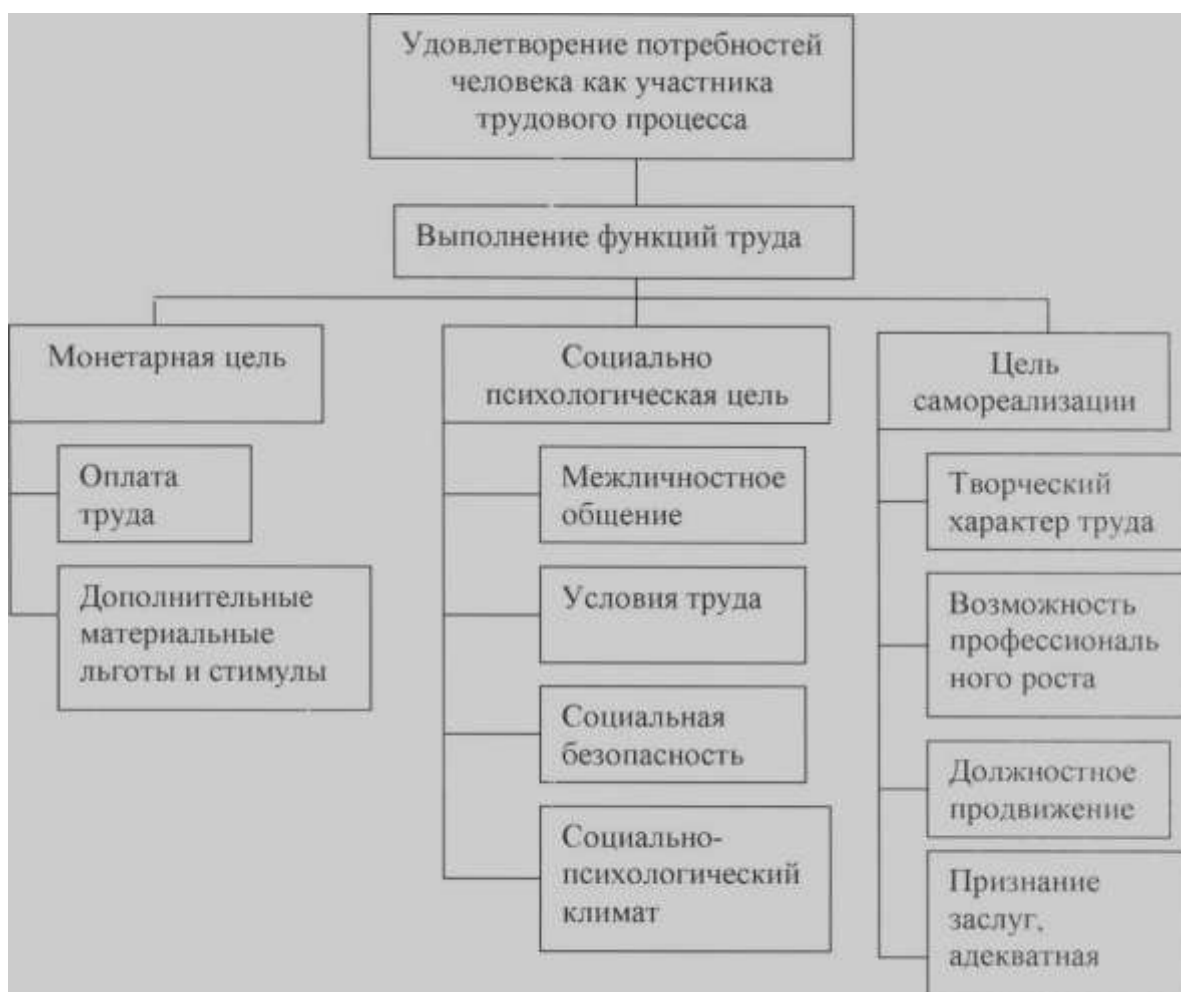 Удовлетворение потребностей
человека как участника
трудового процесса
Выполнение функций труда
Монетарная цель
Оплата
труда
Дополнительные
материальные
льготы и стимулы
Социально
психологическая цель
Межличностное
общение
Условия труда
Социальная
безопасность
Социально-
психологический
климат
Цель
самореализации
Творческий
характер труда
Возможность
профессиональ
ного роста
Должностное
продвижение
Признание
заслуг,
адекватная